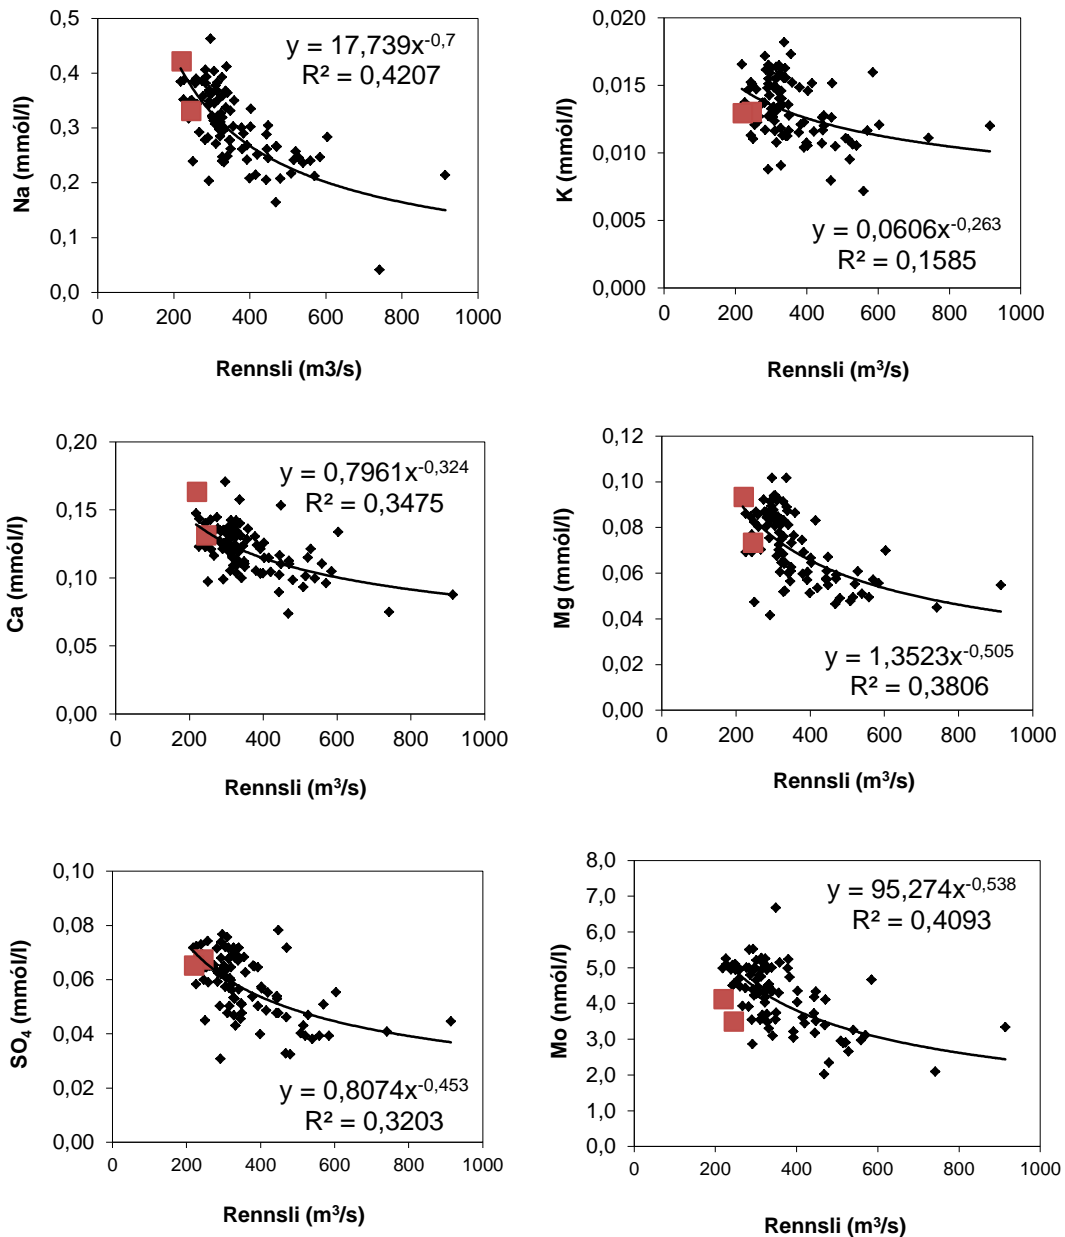 0,5
0,4
0,3
0,2
0,1
0,0
Na (mmól/l)
y = 17,739x^-0,7
R² = 0,4207
0 200 400 600 800 1000
Rennsli (m3/s)
0,020
0,015
0,010
0,005
0,000
K (mmól/l)
y = 0,0606x^-0,263
R² = 0,1585
0 200 400 600 800 1000
Rennsli (m³/s)
0,20
0,15
0,10
0,05
0,00
Ca (mmól/l)
y = 0,7961x^-0,324
R² = 0,3475
0 200 400 600 800 1000
Rennsli (m³/s)
0,12
0,10
0,08
0,06
0,04
0,02
0,00
Mg (mmól/l)
y = 1,3523x^-0,505
R² = 0,3806
0 200 400 600 800 1000
Rennsli (m³/s)
0,10
0,08
0,06
0,04
0,02
0,00
SO₄ (mmól/l)
y = 0,8074x^-0,453
R² = 0,3203
0 200 400 600 800 1000
Rennsli (m³/s)
8,0
7,0
6,0
5,0
4,0
3,0
2,0
1,0
0,0
Mo (nmól/l)
y = 95,274x^-0,538
R² = 0,4093
0 200 400 600 800 1000
Rennsli (m³/s)